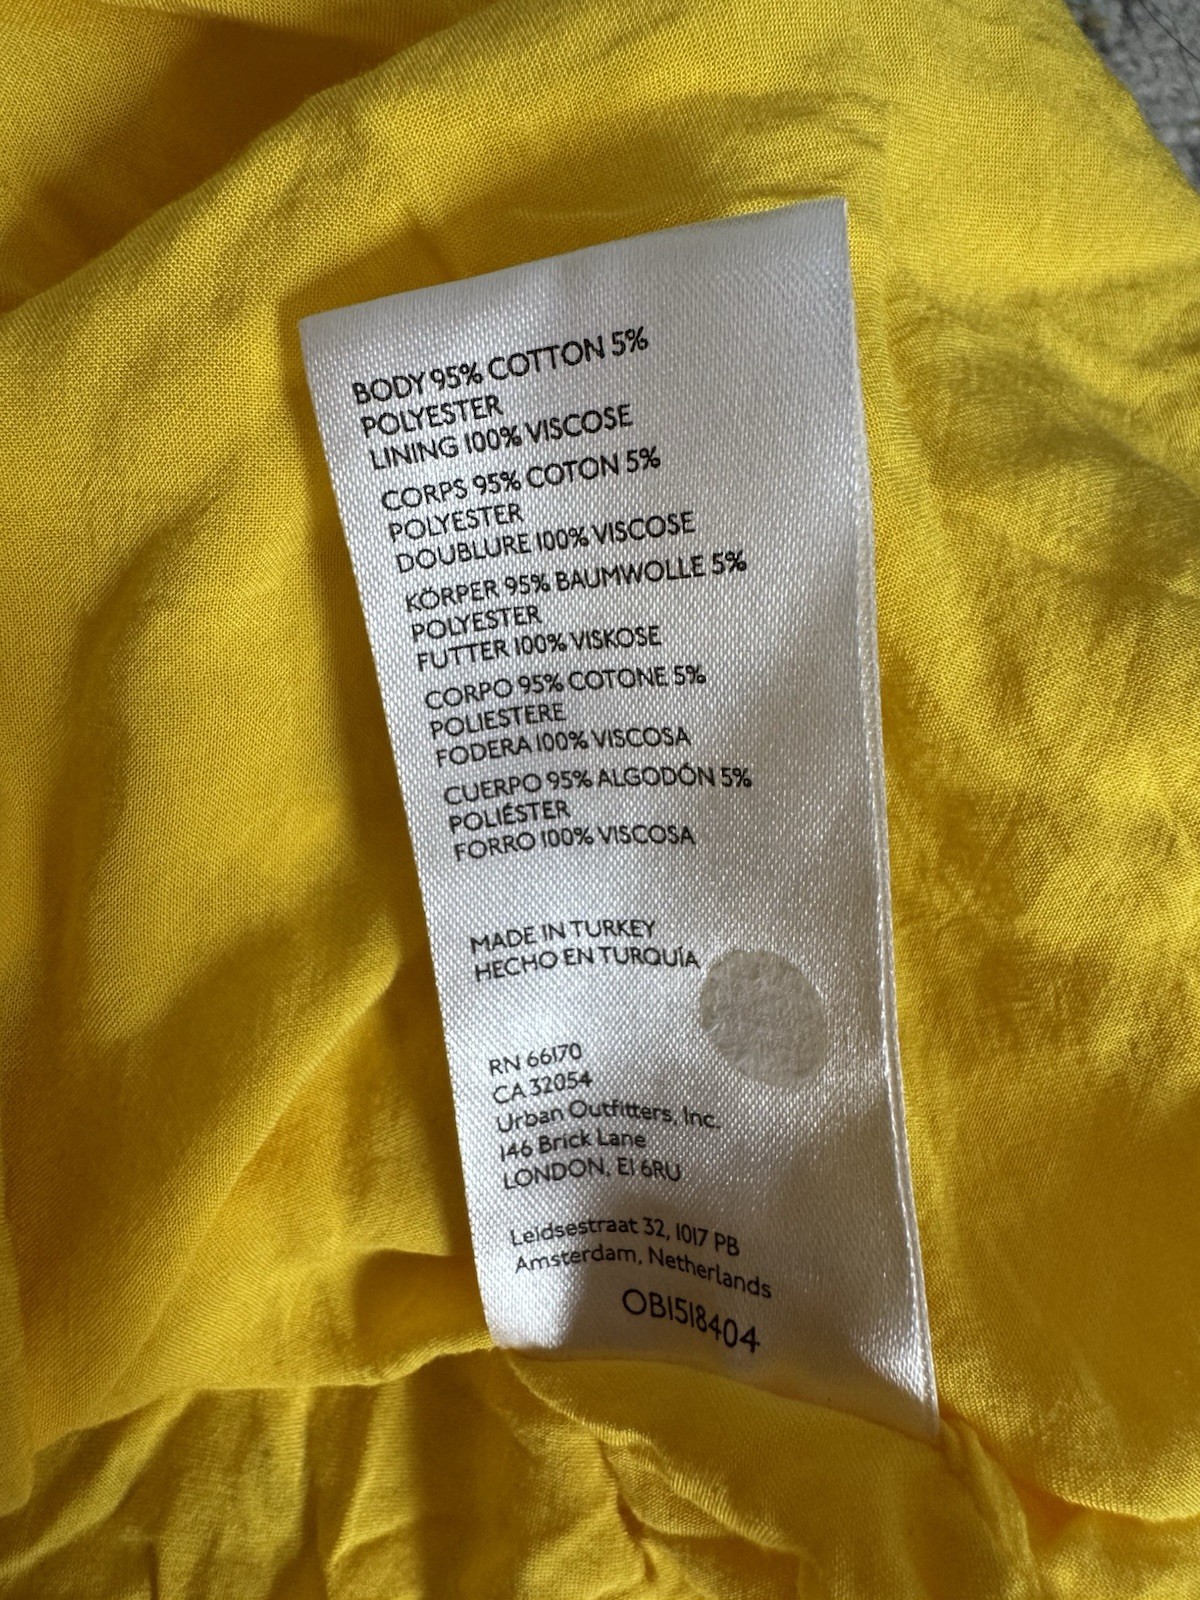 BODY 95% COTTON 5%
POLYESTER
LINING 100% VISCOSE
CORPS 95% COTON 5%
POLYESTER
DOUBLURE 100% VISCOSE
KÖRPER 95% BAUMWOLLE 5%
POLYESTER
FUTTER 100% VISKOSE
CORPO 95% COTONE 5%
POLIESTERE
FODERA 100% VISCOSA
CUERPO 95% ALGODÓN 5%
POLIÉSTER
FORRO 100% VISCOSA
MADE IN TURKEY
HECHO EN TURQUÍA
RN 66170
CA 32054
Urban Outfitters, Inc.
146 Brick Lane
LONDON, E1 6RU
Leidsestraat 32, 1017 PB
Amsterdam, Netherlands
OB1518404